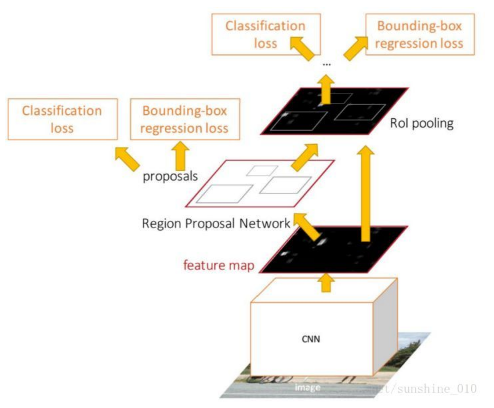 Classification
loss
Bounding-box
regression loss
...
Classification
loss
Bounding-box
regression loss
RoI pooling
proposals
Region Proposal Network
feature map
CNN
image
/sunshine_010